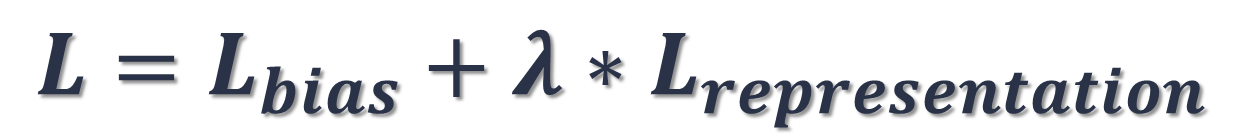 L = L_bias + λ * L_representation